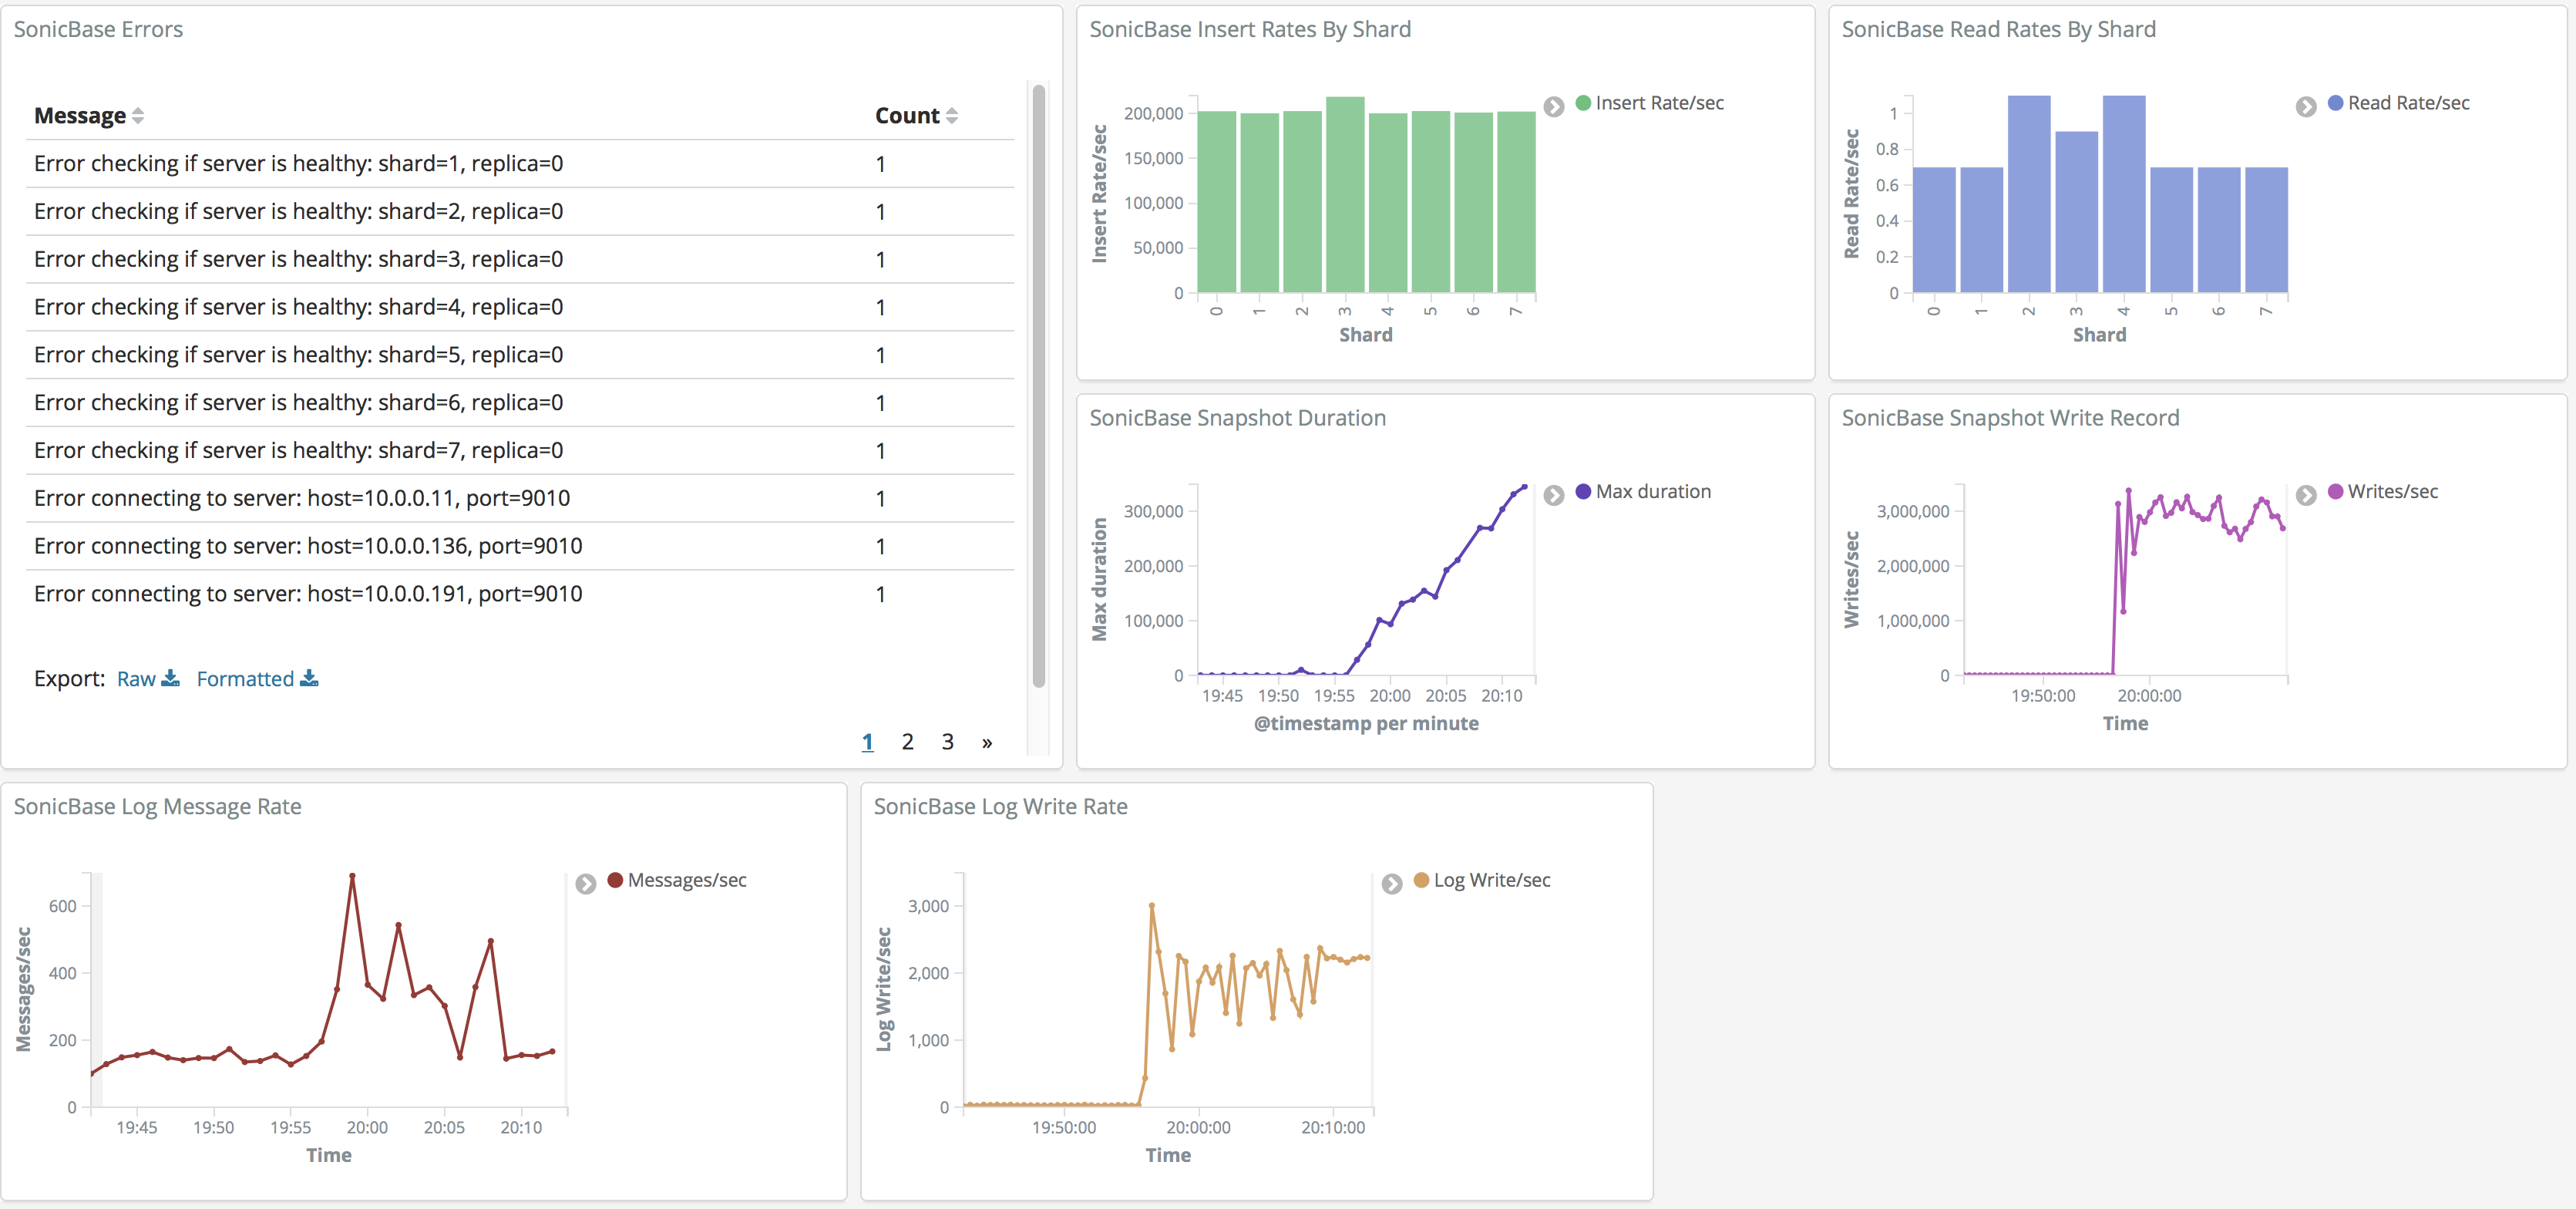 SonicBase Errors
Message Count
Error checking if server is healthy: shard=1, replica=0 1
Error checking if server is healthy: shard=2, replica=0 1
Error checking if server is healthy: shard=3, replica=0 1
Error checking if server is healthy: shard=4, replica=0 1
Error checking if server is healthy: shard=5, replica=0 1
Error checking if server is healthy: shard=6, replica=0 1
Error checking if server is healthy: shard=7, replica=0 1
Error connecting to server: host=10.0.0.11, port=9010 1
Error connecting to server: host=10.0.0.136, port=9010 1
Error connecting to server: host=10.0.0.191, port=9010 1
Export: Raw Formatted
1 2 3 »
SonicBase Insert Rates By Shard
Insert Rate/sec
200,000
150,000
100,000
50,000
0
0 1 2 3 4 5 6 7
Shard
Insert Rate/sec
SonicBase Read Rates By Shard
Read Rate/sec
1
0.8
0.6
0.4
0.2
0
0 1 2 3 4 5 6 7
Shard
Read Rate/sec
SonicBase Snapshot Duration
Max duration
300,000
200,000
100,000
0
19:45 19:50 19:55 20:00 20:05 20:10
@timestamp per minute
Max duration
SonicBase Snapshot Write Record
Writes/sec
3,000,000
2,000,000
1,000,000
0
19:50:00 20:00:00
Time
Writes/sec
SonicBase Log Message Rate
Messages/sec
600
400
200
0
19:45 19:50 19:55 20:00 20:05 20:10
Time
Messages/sec
SonicBase Log Write Rate
Log Write/sec
3,000
2,000
1,000
0
19:50:00 20:00:00 20:10:00
Time
Log Write/sec